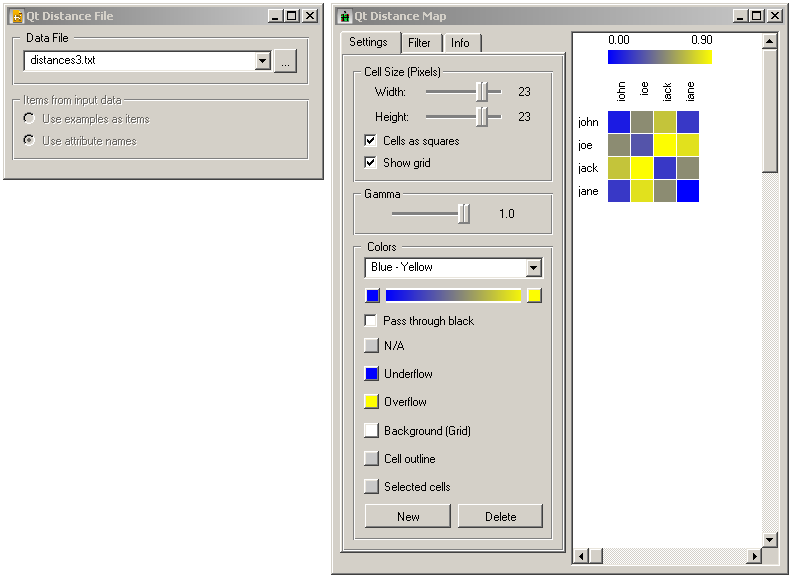 Qt Distance File
Data File
distances3.txt
...
Items from input data
Use examples as items
Use attribute names
Qt Distance Map
Settings Filter Info
Cell Size (Pixels)
Width: 23
Height: 23
Cells as squares
Show grid
Gamma
1.0
Colors
Blue - Yellow
Pass through black
N/A
Underflow
Overflow
Background (Grid)
Cell outline
Selected cells
New Delete
0.00 0.90
john joe jack jane
john
joe
jack
jane